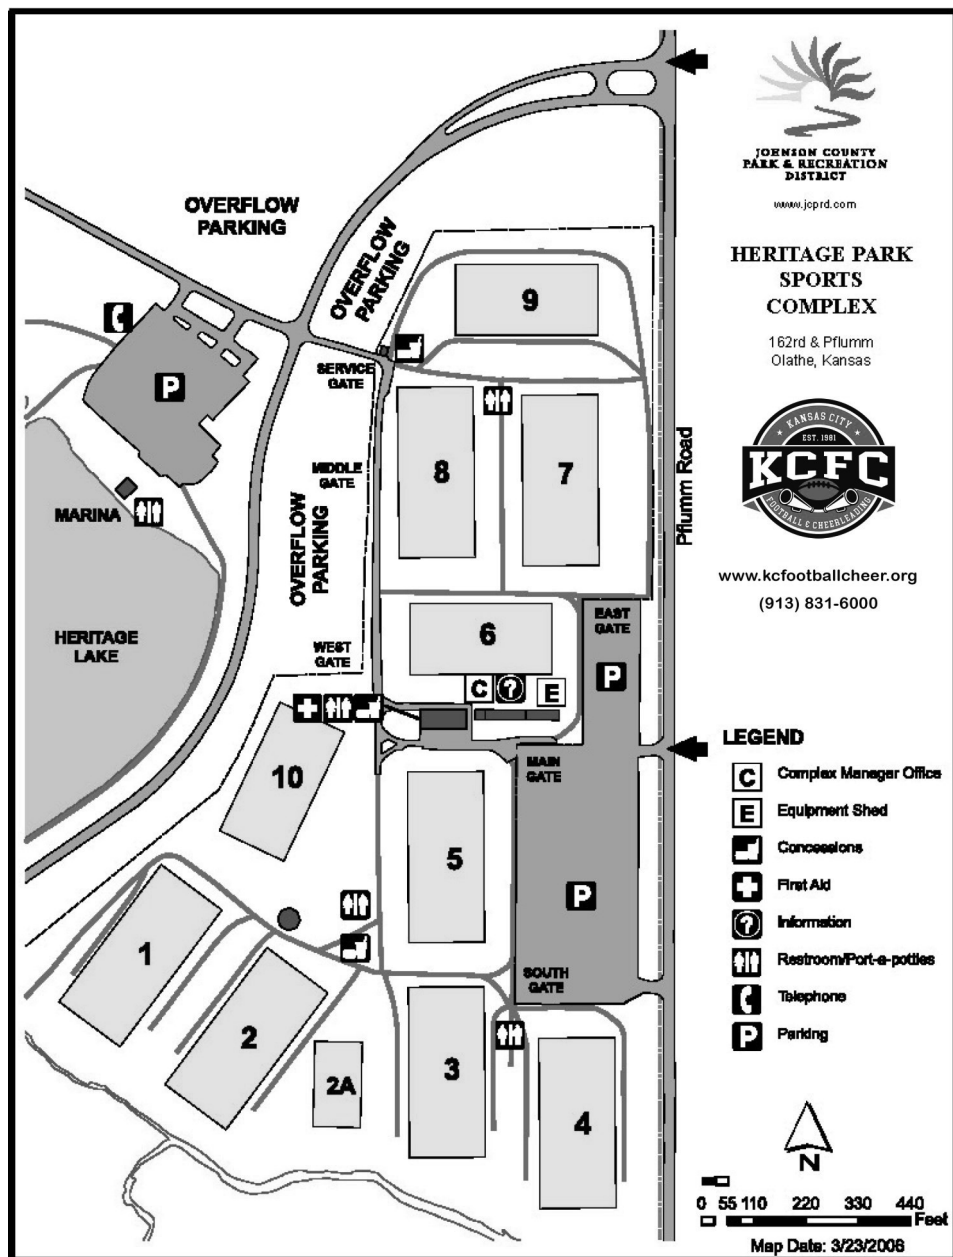 JOHNSON COUNTY
PARK & RECREATION
DISTRICT
www.jcprd.com
HERITAGE PARK
SPORTS
COMPLEX
162rd & Pflumm
Olathe, Kansas
KANSAS CITY
EST. 1981
KCFC
FOOTBALL & CHEERLEADING
www.kcfootballcheer.org
(913) 831-6000
OVERFLOW
PARKING
OVERFLOW
PARKING
9
SERVICE
GATE
P
8
7
Pflumm Road
MIDDLE
GATE
OVERFLOW
PARKING
MARINA
HERITAGE
LAKE
WEST
GATE
6
EAST
GATE
P
C
?
E
10
MAIN
GATE
5
P
1
SOUTH
GATE
2
2A
3
4
LEGEND
C Complex Manager Office
E Equipment Shed
Concessions
First Aid
? Information
Restroom/Port-a-potties
Telephone
P Parking
N
0 55 110 220 330 440
Feet
Map Date: 3/23/2006